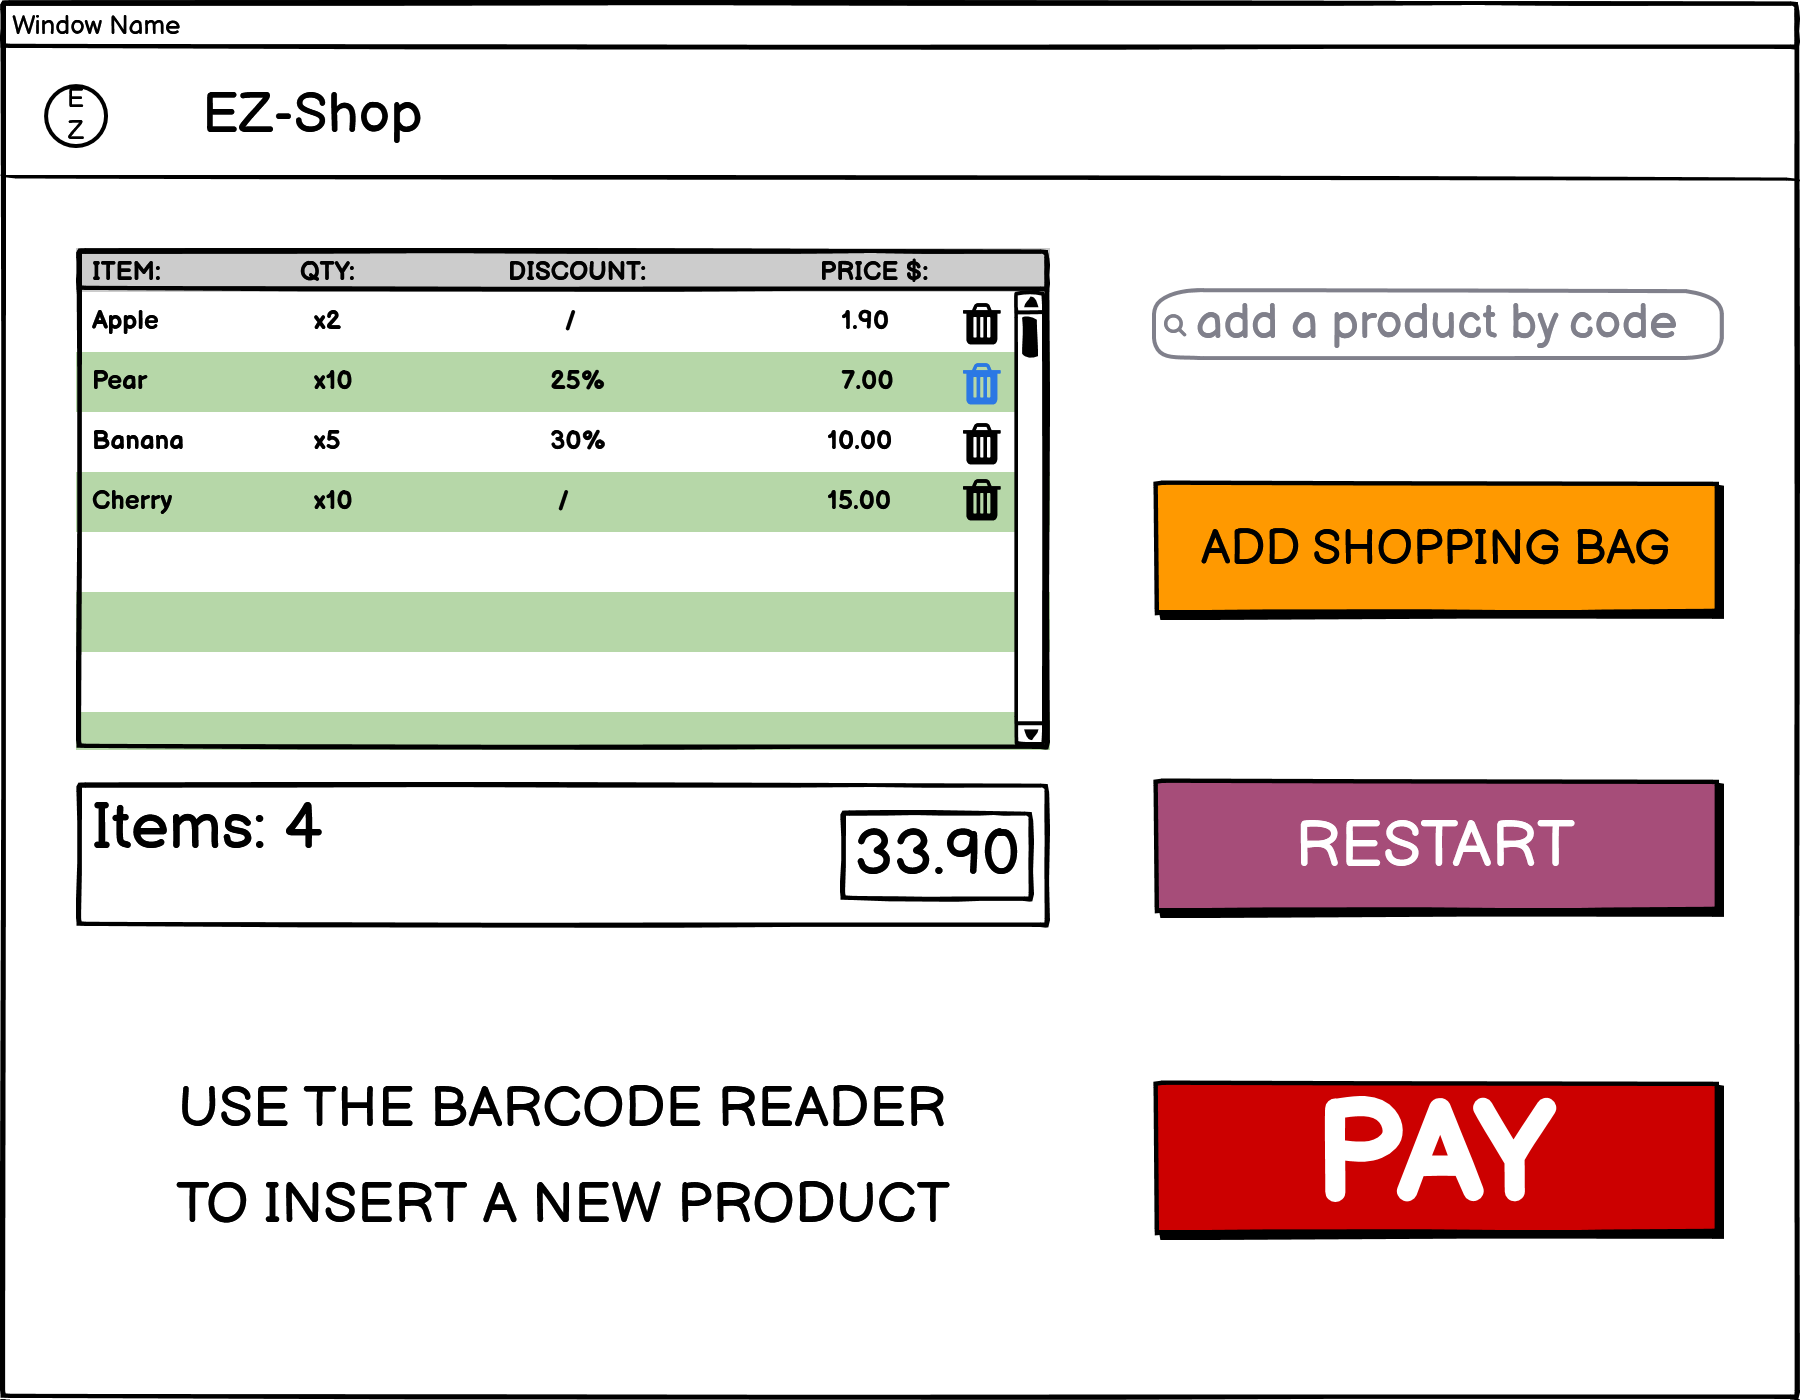 Window Name
E
Z
EZ-Shop
ITEM: QTY: DISCOUNT: PRICE $:
Apple x2 / 1.90
Pear x10 25% 7.00
Banana x5 30% 10.00
Cherry x10 / 15.00
add a product by code
ADD SHOPPING BAG
Items: 4
33.90
RESTART
USE THE BARCODE READER
TO INSERT A NEW PRODUCT
PAY